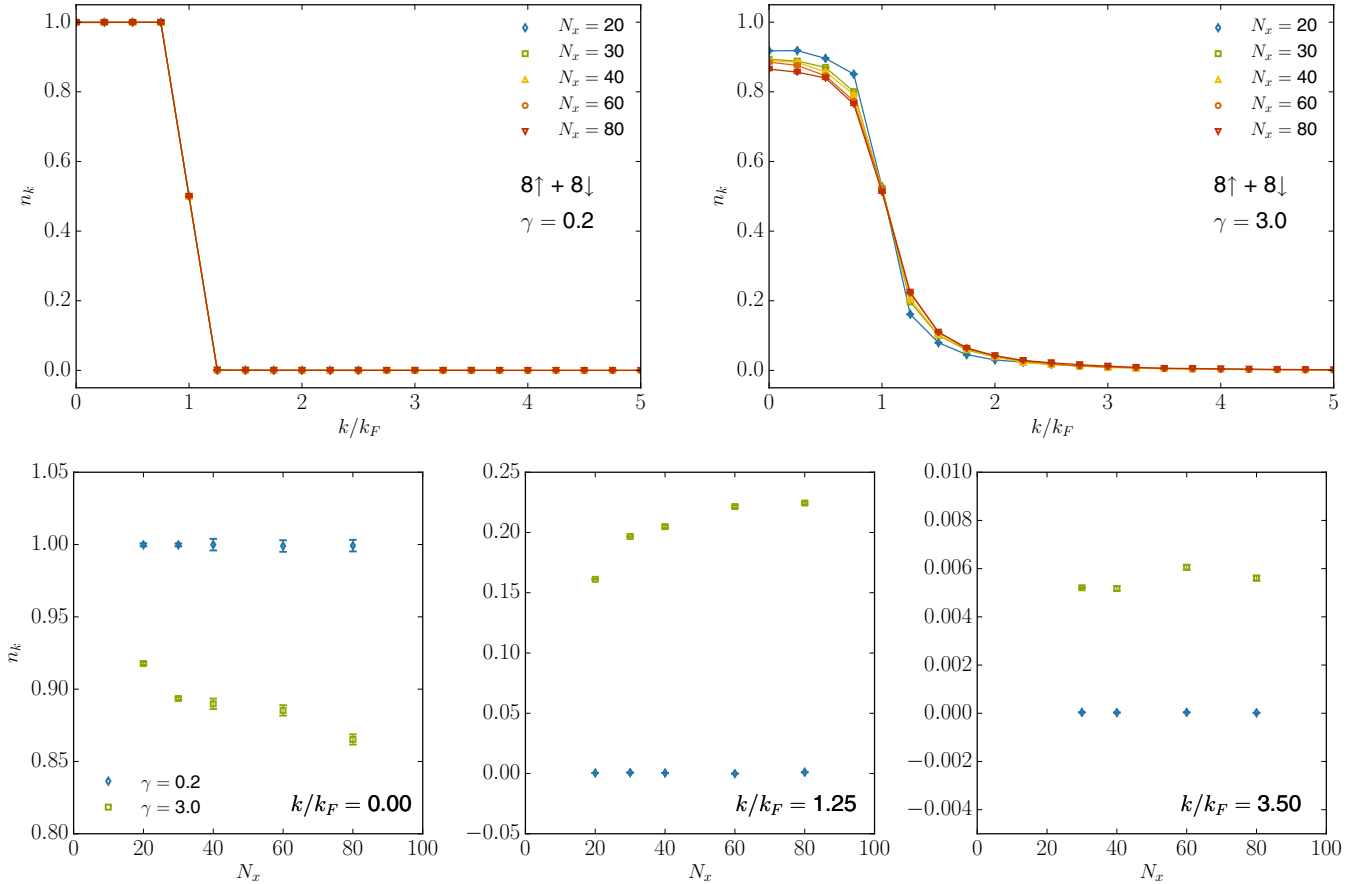 1.0
0.8
0.6
0.4
0.2
0.0
n_k
0 1 2 3 4 5
k/k_F
N_x = 20
N_x = 30
N_x = 40
N_x = 60
N_x = 80
8↑ + 8↓
γ = 0.2
1.0
0.8
0.6
0.4
0.2
0.0
n_k
0 1 2 3 4 5
k/k_F
N_x = 20
N_x = 30
N_x = 40
N_x = 60
N_x = 80
8↑ + 8↓
γ = 3.0
1.05
1.00
0.95
0.90
0.85
0.80
n_k
0 20 40 60 80 100
N_x
γ = 0.2
γ = 3.0
k/k_F = 0.00
0.25
0.20
0.15
0.10
0.05
0.00
−0.05
0 20 40 60 80 100
N_x
k/k_F = 1.25
0.010
0.008
0.006
0.004
0.002
0.000
−0.002
−0.004
0 20 40 60 80 100
N_x
k/k_F = 3.50